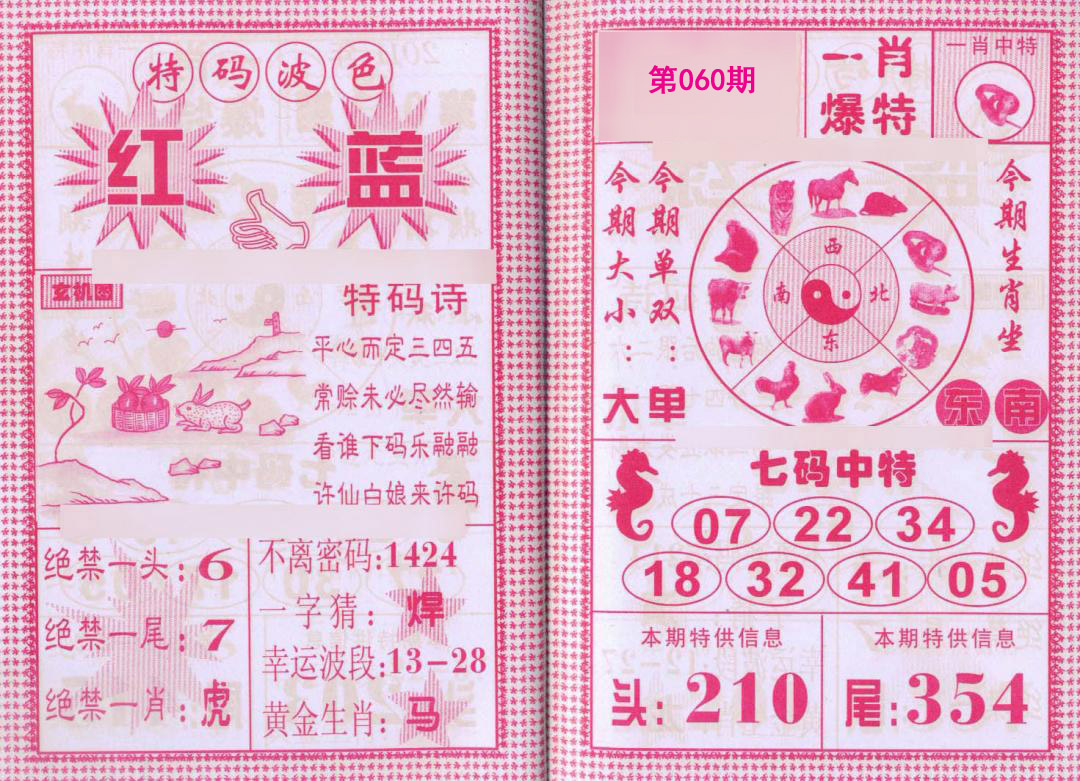 特码波色
红 蓝
玄机图
特码诗
平心而定三四五
常赊未必尽然输
看谁下码乐融融
许仙白娘来许码
绝禁一头:6
绝禁一尾:7
绝禁一肖:虎
不离密码:1424
一字猜:焊
幸运波段:13-28
黄金生肖:马
第060期
一肖
爆特
一肖中特
今期大小:大
今期单双:单
西
南 北
东
今期生肖坐
东南
七码中特
07 22 34
18 32 41 05
本期特供信息
头:210
本期特供信息
尾:354